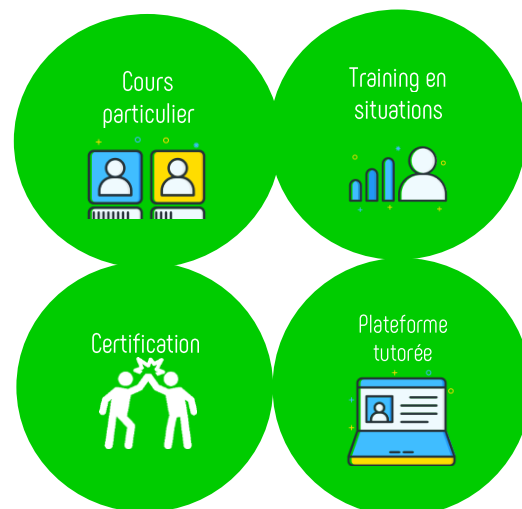 Cours
particulier
Training en
situations
Certification
Plateforme
tutorée